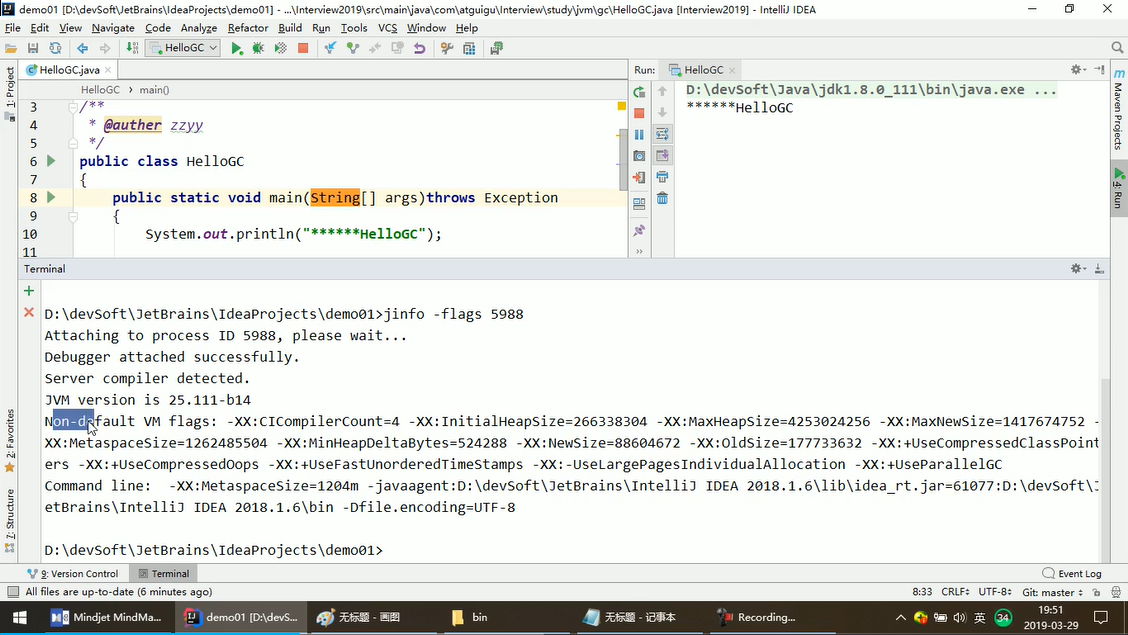 demo01 [D:\devSoft\JetBrains\IdeaProjects\demo01] - ...\Interview2019\src\main\java\com\atguigu\Interview\study\jvm\gc\HelloGC.java [Interview2019] - IntelliJ IDEA
File Edit View Navigate Code Analyze Refactor Build Run Tools VCS Window Help
HelloGC
1: Project
HelloGC.java
HelloGC › main()
3 /**
4 * @auther zzyy
5 */
6 public class HelloGC
7 {
8 public static void main(String[] args)throws Exception
9 {
10 System.out.println("******HelloGC");
11
Run: HelloGC
D:\devSoft\Java\jdk1.8.0_111\bin\java.exe ...
******HelloGC
Maven Projects
4: Run
Terminal
D:\devSoft\JetBrains\IdeaProjects\demo01>jinfo -flags 5988
Attaching to process ID 5988, please wait...
Debugger attached successfully.
Server compiler detected.
JVM version is 25.111-b14
Non-default VM flags: -XX:CICompilerCount=4 -XX:InitialHeapSize=266338304 -XX:MaxHeapSize=4253024256 -XX:MaxNewSize=1417674752 -
XX:MetaspaceSize=1262485504 -XX:MinHeapDeltaBytes=524288 -XX:NewSize=88604672 -XX:OldSize=177733632 -XX:+UseCompressedClassPoint
ers -XX:+UseCompressedOops -XX:+UseFastUnorderedTimeStamps -XX:-UseLargePagesIndividualAllocation -XX:+UseParallelGC
Command line:  -XX:MetaspaceSize=1204m -javaagent:D:\devSoft\JetBrains\IntelliJ IDEA 2018.1.6\lib\idea_rt.jar=61077:D:\devSoft\J
etBrains\IntelliJ IDEA 2018.1.6\bin -Dfile.encoding=UTF-8
D:\devSoft\JetBrains\IdeaProjects\demo01>
2: Favorites
7: Structure
9: Version Control
Terminal
Event Log
All files are up-to-date (6 minutes ago)
8:33 CRLF UTF-8 Git: master
Mindjet MindMa...
demo01 [D:\devS...
无标题 - 画图
bin
无标题 - 记事本
Recording...
英
34
19:51
2019-03-29